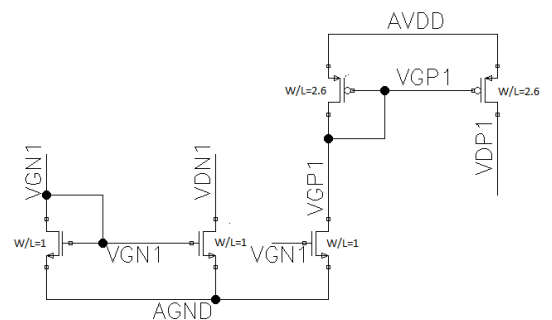 AVDD
W/L=2.6
VGP1
W/L=2.6
VGN1
VDN1
VGP1
VDP1
W/L=1
VGN1
W/L=1
VGN1
W/L=1
AGND